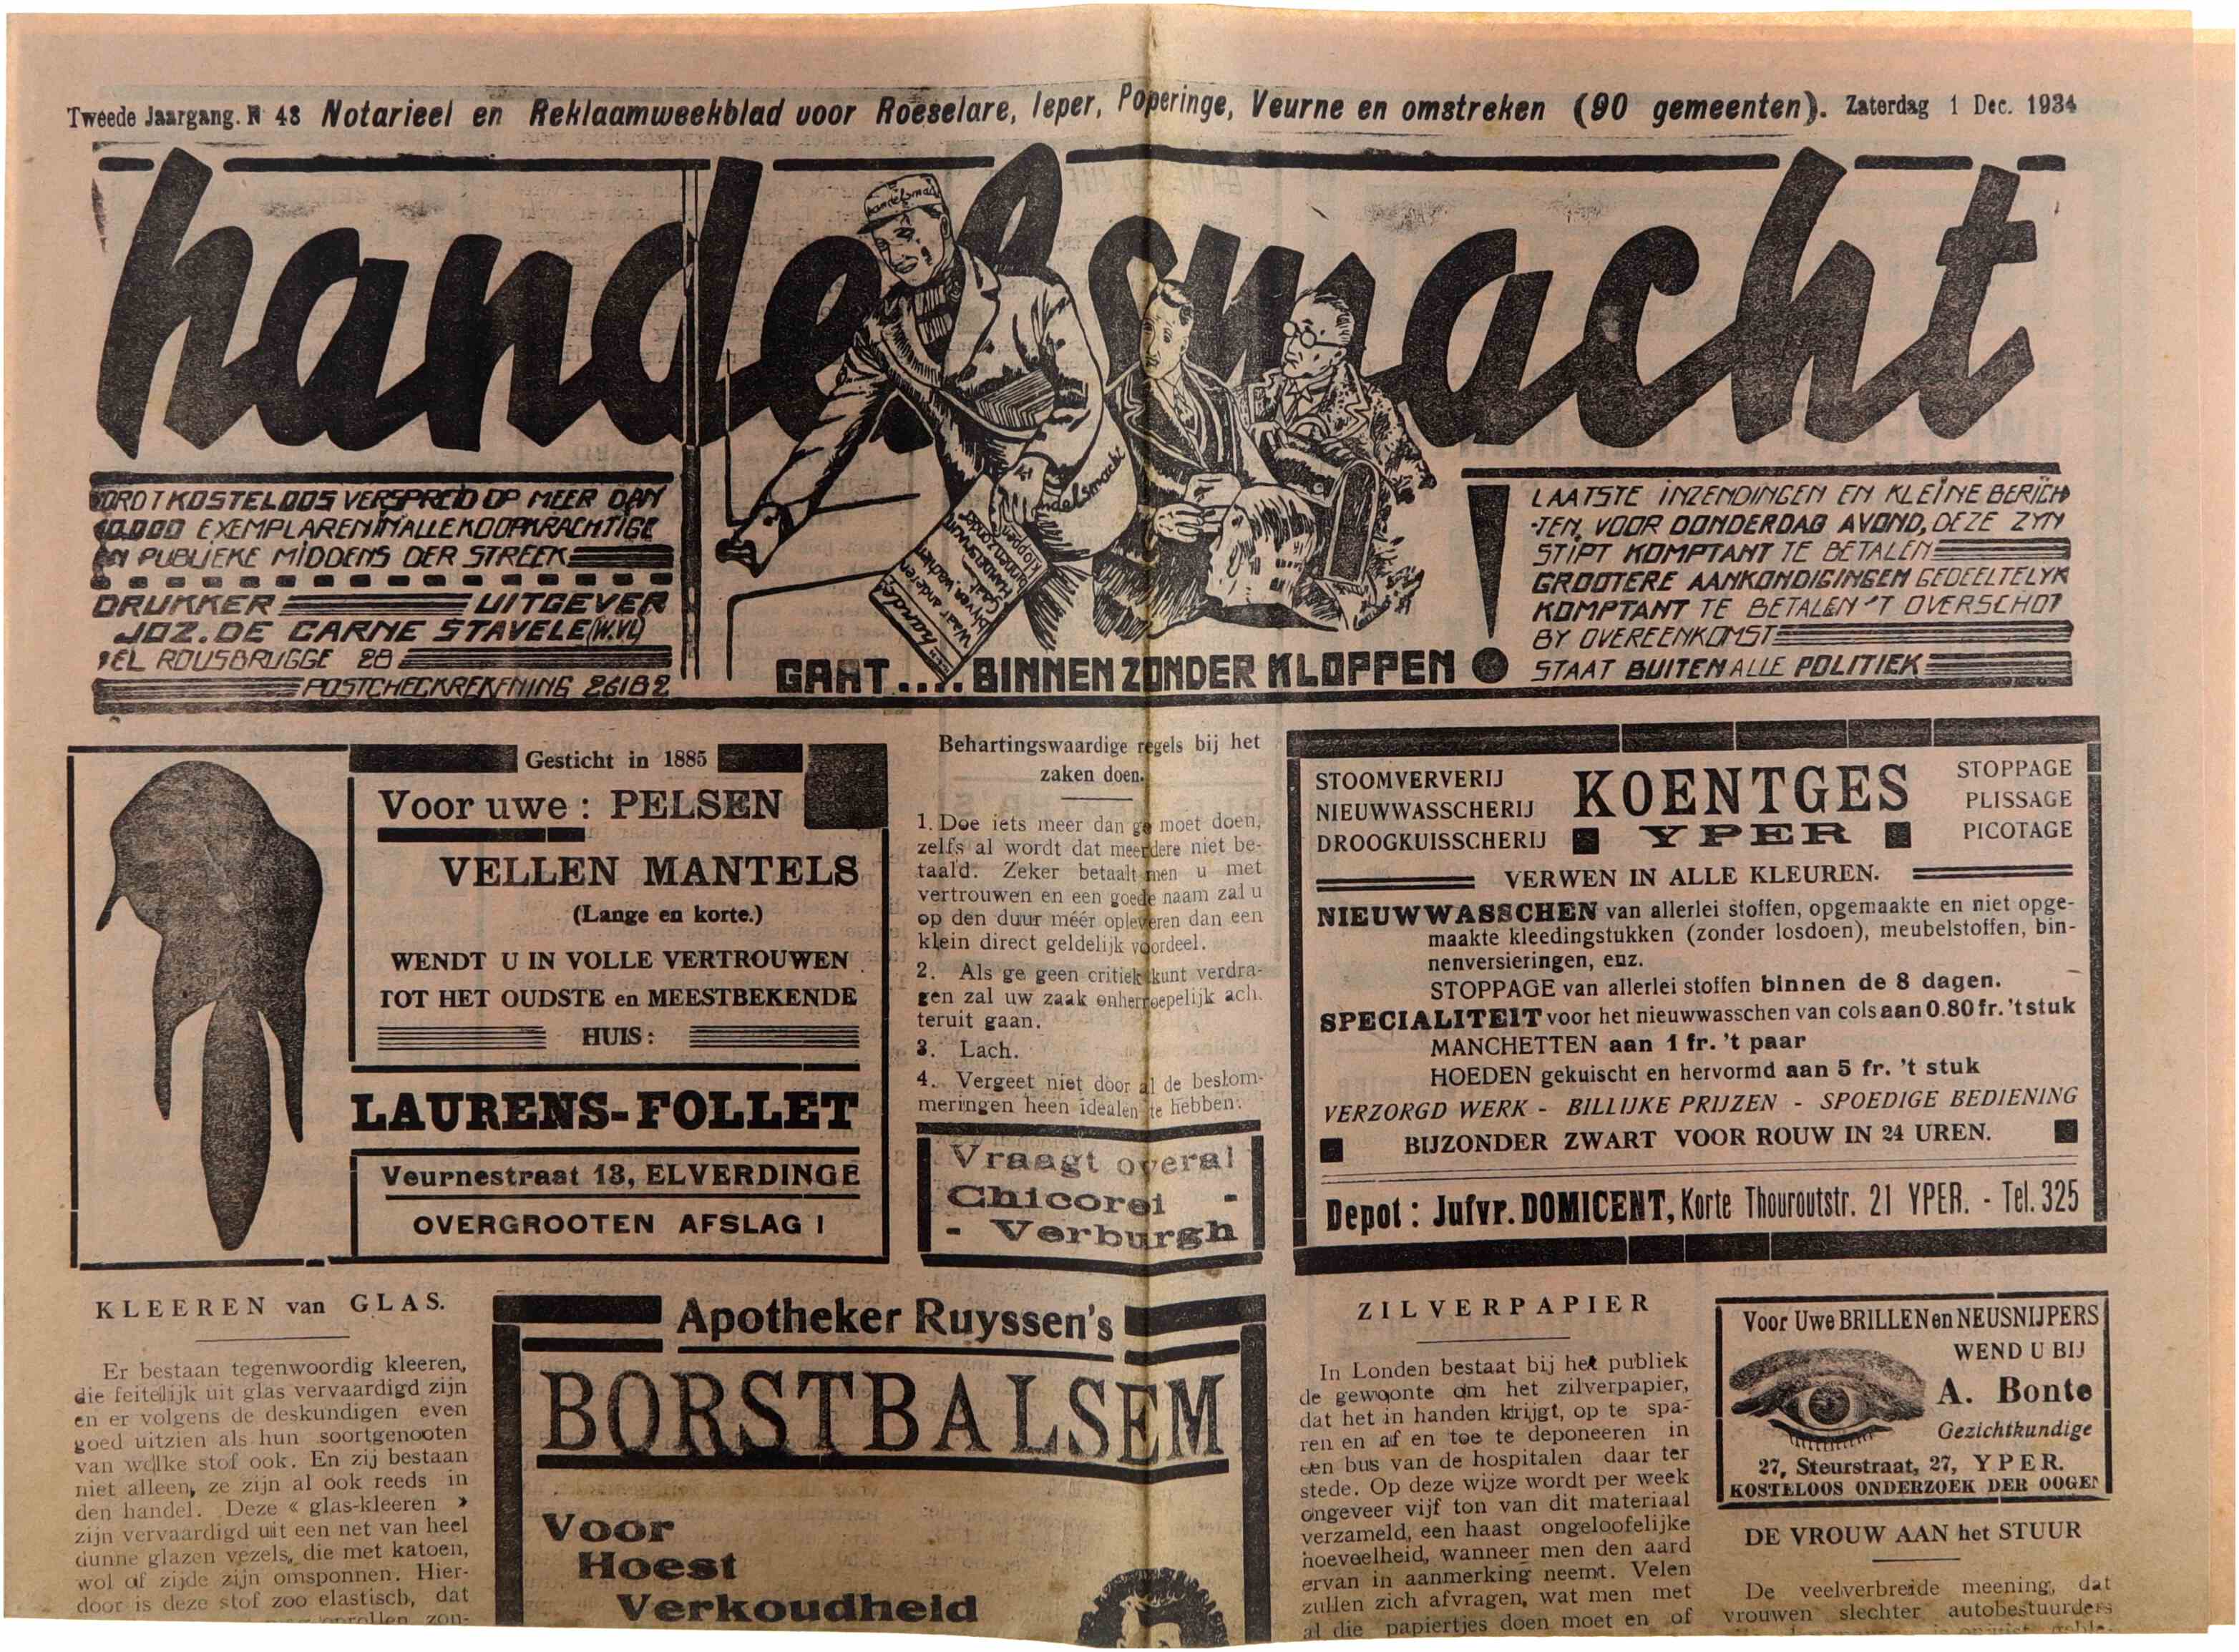 Tweede Jaargang. N 48 Notarieel en Reklaamweekblad voor Roeselare, Ieper, Poperinge, Veurne en omstreken (90 gemeenten). Zaterdag 1 Dec. 1934
handelsmacht
handelsmacht
handelsmacht
WORDT KOSTELOOS VERSPREID OP MEER DAN
EXEMPLAREN IN ALLE KOOPKRACHTIGE
EN PUBLIEKE MIDDENS DER STREEK
DRUKKER UITGEVER
JOZ. DE CARNE STAVELE (W.VL)
TEL ROUSBRUGGE 28
POSTCHECKREKENING 26182
Waar anderen
blyven wachten
Gaat HANDELSMACHT
binnen zonder
kloppen
GAAT.... BINNEN ZONDER KLOPPEN !
LAATSTE INZENDINGEN EN KLEINE BERICH
-TEN, VOOR DONDERDAG AVOND, DEZE ZYN
STIPT KOMPTANT TE BETALEN
GROOTERE AANKONDIGINGEN GEDEELTELYK
KOMPTANT TE BETALEN 'T OVERSCHOT
BY OVEREENKOMST
STAAT BUITEN ALLE POLITIEK
Gesticht in 1885
Voor uwe : PELSEN
VELLEN MANTELS
(Lange en korte.)
WENDT U IN VOLLE VERTROUWEN
TOT HET OUDSTE en MEESTBEKENDE
HUIS :
LAURENS-FOLLET
Veurnestraat 13, ELVERDINGE
OVERGROOTEN AFSLAG !
Behartingswaardige regels bij het
zaken doen.
1. Doe iets meer dan ge moet doen,
zelfs al wordt dat meerdere niet be-
taald. Zeker betaalt men u met
vertrouwen en een goede naam zal u
op den duur méér opleveren dan een
klein direct geldelijk voordeel.
2. Als ge geen critiek kunt verdra-
gen zal uw zaak onherroepelijk ach.
teruit gaan.
3. Lach.
4. Vergeet niet door al de beslom-
meringen heen idealen te hebben.
Vraagt overal
Chicorei -
- Verburgh
STOOMVERVERIJ
NIEUWWASSCHERIJ
DROOGKUISSCHERIJ
KOENTGES
YPER
STOPPAGE
PLISSAGE
PICOTAGE
VERWEN IN ALLE KLEUREN.
NIEUWWASSCHEN van allerlei stoffen, opgemaakte en niet opge-
maakte kleedingstukken (zonder losdoen), meubelstoffen, bin-
nenversieringen, enz.
STOPPAGE van allerlei stoffen binnen de 8 dagen.
SPECIALITEIT voor het nieuwwasschen van cols aan 0.80 fr. 't stuk
MANCHETTEN aan 1 fr. 't paar
HOEDEN gekuischt en hervormd aan 5 fr. 't stuk
VERZORGD WERK - BILLIJKE PRIJZEN - SPOEDIGE BEDIENING
BIJZONDER ZWART VOOR ROUW IN 24 UREN.
Depot : Jufvr. DOMICENT, Korte Thouroutstr. 21 YPER. - Tel. 325
KLEEREN van GLAS.
Er bestaan tegenwoordig kleeren,
die feitelijk uit glas vervaardigd zijn
en er volgens de deskundigen even
goed uitzien als hun soortgenooten
van welke stof ook. En zij bestaan
niet alleen, ze zijn al ook reeds in
den handel. Deze « glas-kleeren »
zijn vervaardigd uit een net van heel
dunne glazen vezels, die met katoen,
wol of zijde zijn omsponnen. Hier-
door is deze stof zoo elastisch, dat
zon-
Apotheker Ruyssen's
BORSTBALSEM
Voor
Hoest
Verkoudheid
ZILVERPAPIER
In Londen bestaat bij het publiek
de gewoonte om het zilverpapier,
dat het in handen krijgt, op te spa-
ren en af en toe te deponeeren in
een bus van de hospitalen daar ter
stede. Op deze wijze wordt per week
ongeveer vijf ton van dit materiaal
verzameld, een haast ongeloofelijke
hoeveelheid, wanneer men den aard
ervan in aanmerking neemt. Velen
zullen zich afvragen, wat men met
al die papiertjes doen moet en of
Voor Uwe BRILLEN en NEUSNIJPERS
WEND U BIJ
A. Bonte
Gezichtkundige
27, Steurstraat, 27, YPER.
KOSTELOOS ONDERZOEK DER OOGEN
DE VROUW AAN het STUUR
De veelverbreide meening, dat
vrouwen slechter autobestuurders